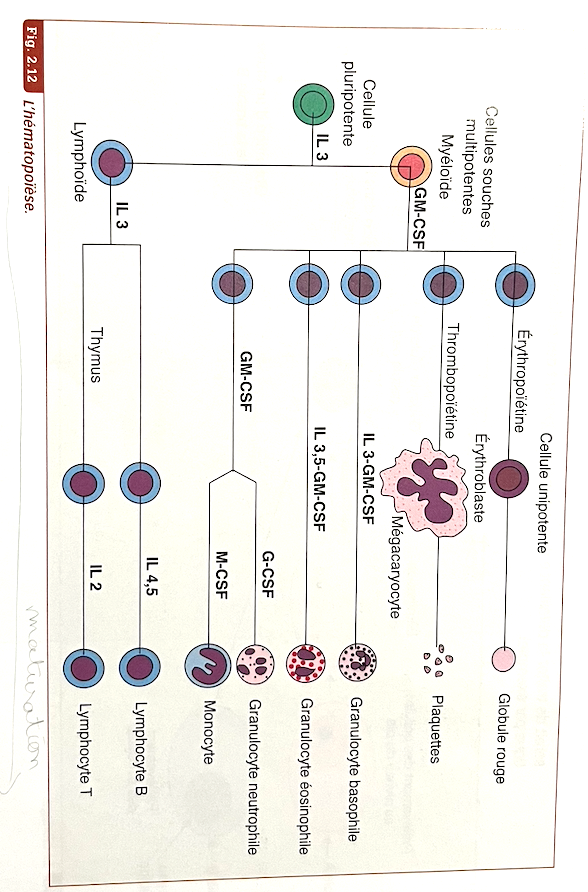 Cellule unipotente
Cellules souches
multipotentes
Myéloïde
Érythropoïétine
Érythroblaste
Globule rouge
Thrombopoïétine
Mégacaryocyte
Plaquettes
GM-CSF
IL 3-GM-CSF
Granulocyte basophile
Cellule
pluripotente
IL 3
IL 3,5-GM-CSF
Granulocyte éosinophile
GM-CSF
G-CSF
Granulocyte neutrophile
M-CSF
Monocyte
IL 3
IL 4,5
Lymphocyte B
Lymphoïde
Thymus
IL 2
Lymphocyte T
Fig. 2.12 L'hématopoïèse.
maturation